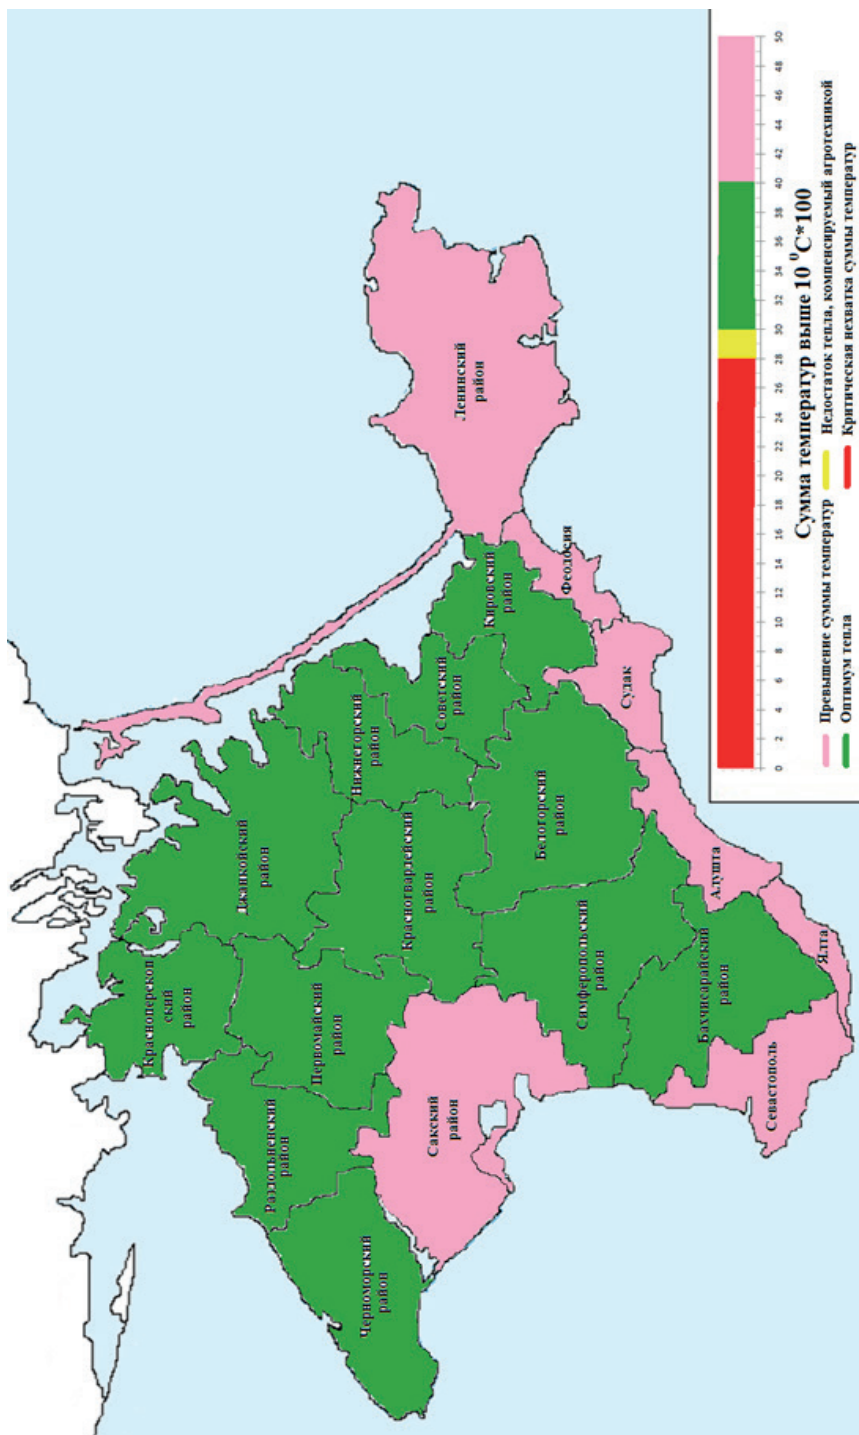 Красноперекоп
ский
район
Джанкойский
район
Раздольненский
район
Первомайский
район
Нижнегорский
район
Черноморский
район
Красногвардейский
район
Сакский
район
Советский
район
Ленинский
район
Кировский
район
Белогорский
район
Феодосия
Симферопольский
район
Судак
Бахчисарайский
район
Алушта
Севастополь
Ялта
0 2 4 6 8 10 12 14 16 18 20 22 24 26 28 30 32 34 36 38 40 42 44 46 48 50
Сумма температур выше 10 ⁰С*100
Превышение суммы температур Недостаток тепла, компенсируемый агротехникой
Оптимум тепла Критическая нехватка суммы температур